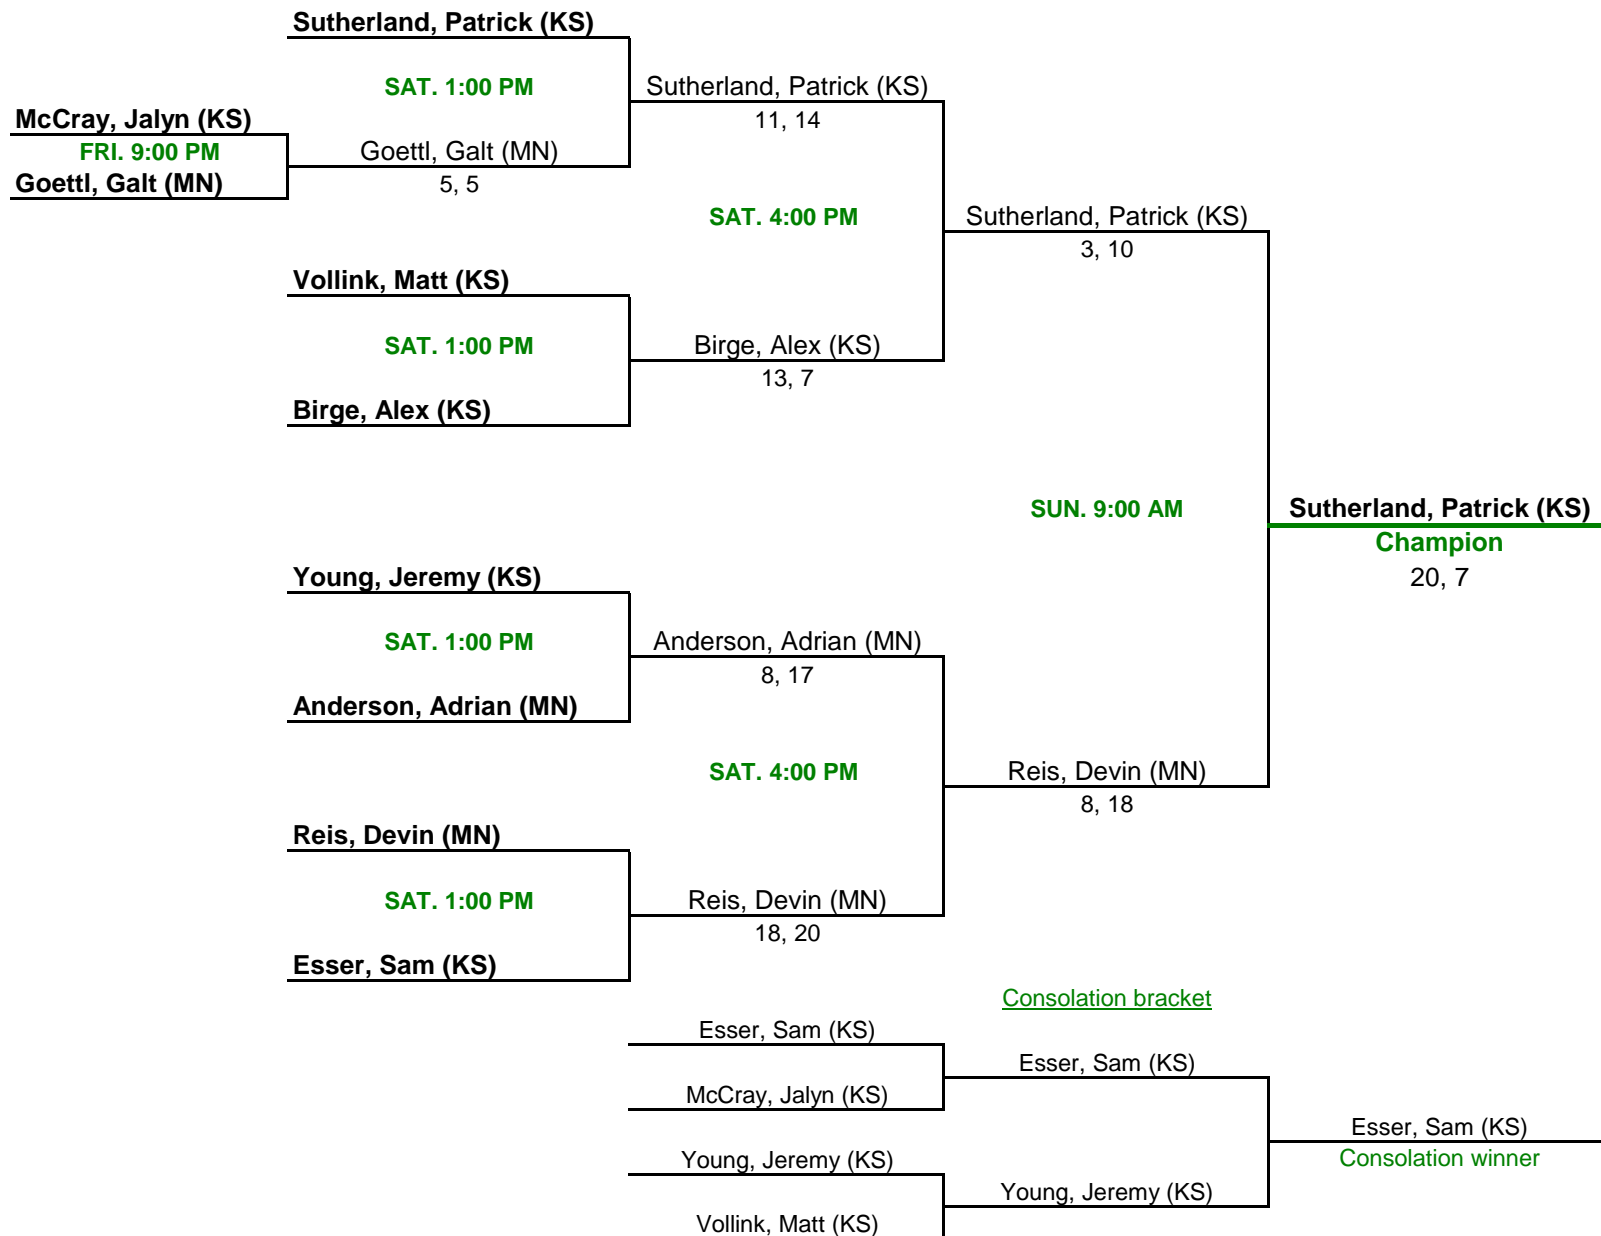 Sutherland, Patrick (KS)
SAT. 1:00 PM
Sutherland, Patrick (KS)
11, 14
McCray, Jalyn (KS)
FRI. 9:00 PM
Goettl, Galt (MN)
Goettl, Galt (MN)
5, 5
SAT. 4:00 PM
Sutherland, Patrick (KS)
3, 10
Vollink, Matt (KS)
SAT. 1:00 PM
Birge, Alex (KS)
13, 7
Birge, Alex (KS)
SUN. 9:00 AM
Sutherland, Patrick (KS)
Champion
20, 7
Young, Jeremy (KS)
SAT. 1:00 PM
Anderson, Adrian (MN)
8, 17
Anderson, Adrian (MN)
SAT. 4:00 PM
Reis, Devin (MN)
8, 18
Reis, Devin (MN)
SAT. 1:00 PM
Reis, Devin (MN)
18, 20
Esser, Sam (KS)
Consolation bracket
Esser, Sam (KS)
Esser, Sam (KS)
McCray, Jalyn (KS)
Esser, Sam (KS)
Consolation winner
Young, Jeremy (KS)
Young, Jeremy (KS)
Vollink, Matt (KS)